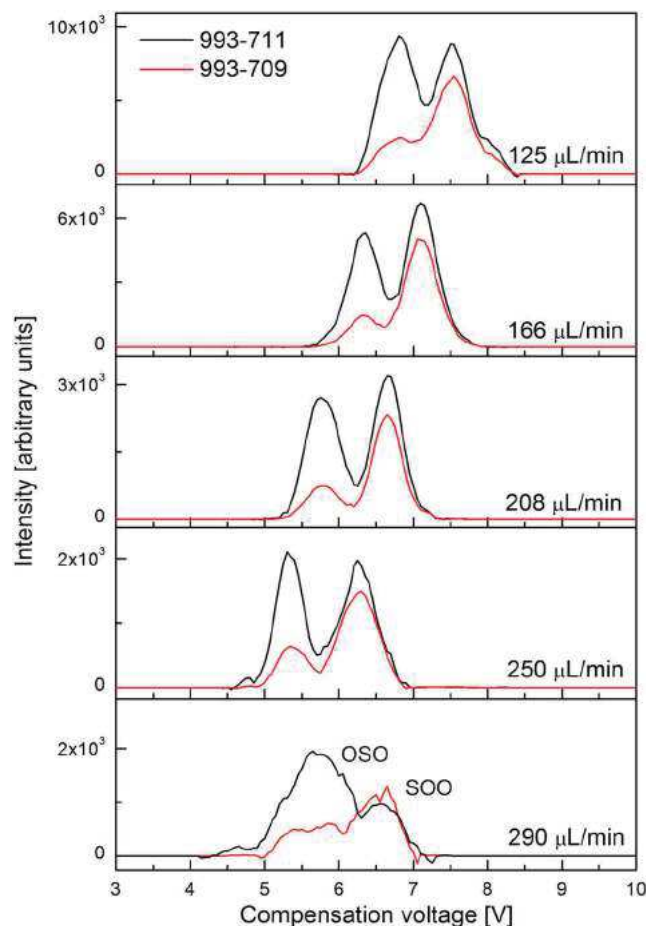 10x10³
993-711
993-709
0
125 μL/min
6x10³
0
166 μL/min
3x10³
0
208 μL/min
2x10³
0
250 μL/min
2x10³
OSO
SOO
0
290 μL/min
3 4 5 6 7 8 9 10
Compensation voltage [V]
Intensity [arbitrary units]